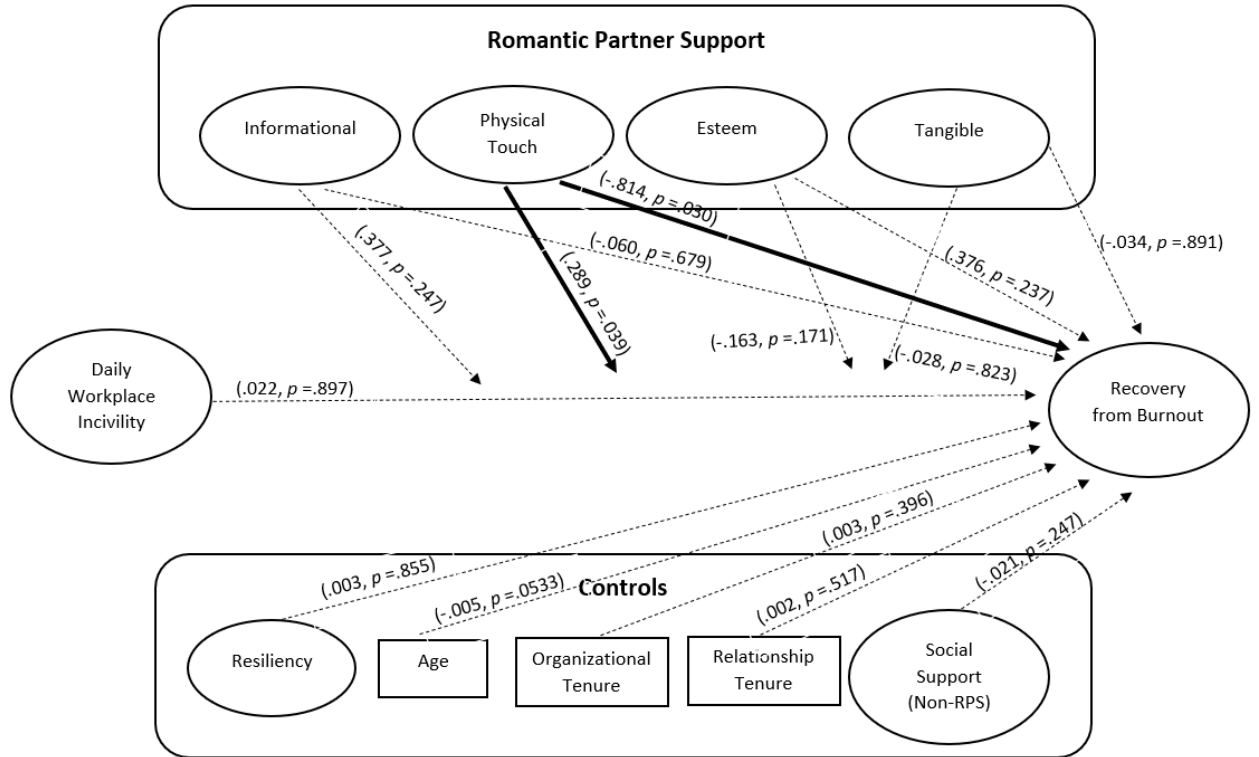 Romantic Partner Support
Informational
Physical
Touch
Esteem
Tangible
(-.814, p =.030)
(.377, p =.247)
(-.060, p =.679)
(.289, p =.039)
(.376, p =.237)
(-.034, p =.891)
(-.163, p =.171)
(-.028, p =.823)
Daily
Workplace
Incivility
(.022, p =.897)
Recovery
from Burnout
(.003, p =.855)
(-.005, p =.0533)
(.003, p =.396)
(.002, p =.517)
(-.021, p =.247)
Controls
Resiliency
Age
Organizational
Tenure
Relationship
Tenure
Social
Support
(Non-RPS)